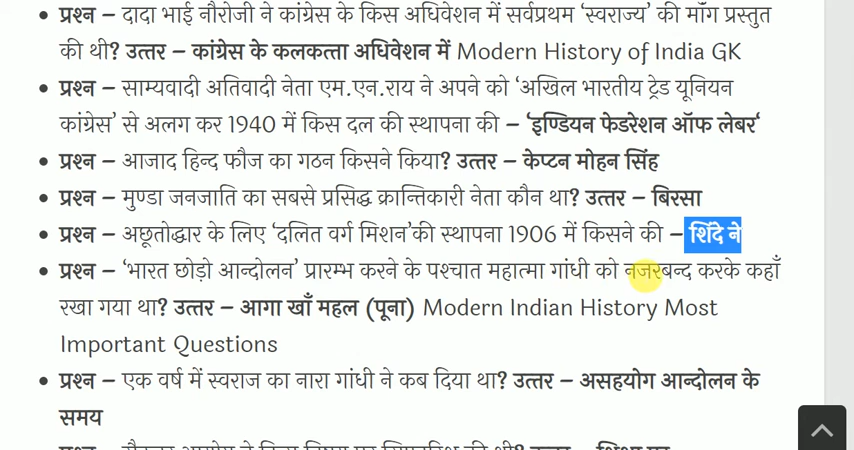 प्रश्न – दादा भाई नौरोजी ने कांग्रेस के किस अधिवेशन में सर्वप्रथम ‘स्वराज्य’ की माँग प्रस्तुत
की थी? उत्तर – कांग्रेस के कलकत्ता अधिवेशन में Modern History of India GK
प्रश्न – साम्यवादी अतिवादी नेता एम.एन.राय ने अपने को ‘अखिल भारतीय ट्रेड यूनियन
कांग्रेस’ से अलग कर 1940 में किस दल की स्थापना की – ‘इण्डियन फेडरेशन ऑफ लेबर‘
प्रश्न – आजाद हिन्द फौज का गठन किसने किया? उत्तर – केप्टन मोहन सिंह
प्रश्न – मुण्डा जनजाति का सबसे प्रसिद्ध क्रान्तिकारी नेता कौन था? उत्तर – बिरसा
प्रश्न – अछूतोद्धार के लिए ‘दलित वर्ग मिशन’की स्थापना 1906 में किसने की – शिंदे ने
प्रश्न – ‘भारत छोड़ो आन्दोलन’ प्रारम्भ करने के पश्चात महात्मा गांधी को नजरबन्द करके कहाँ
रखा गया था? उत्तर – आगा खाँ महल (पूना) Modern Indian History Most
Important Questions
प्रश्न – एक वर्ष में स्वराज का नारा गांधी ने कब दिया था? उत्तर – असहयोग आन्दोलन के
समय